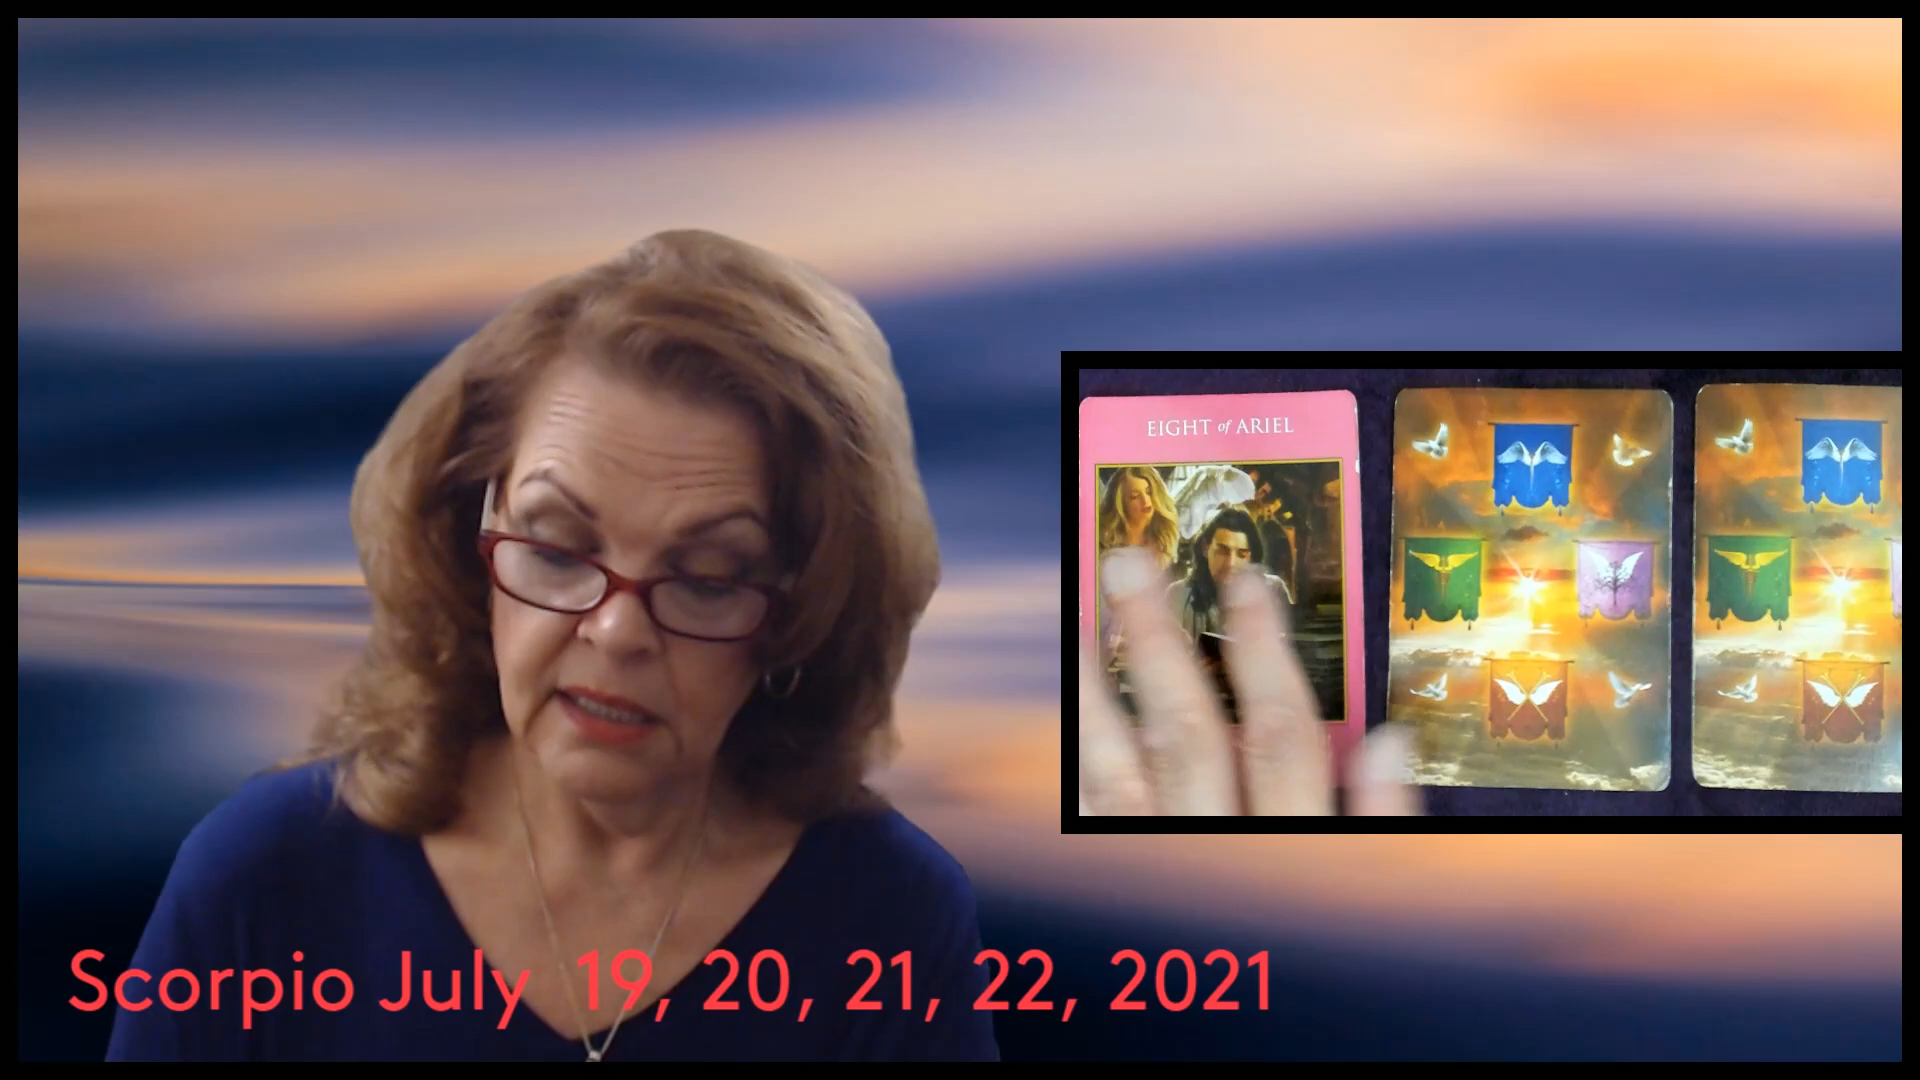 EIGHT of ARIEL
Scorpio July 19, 20, 21, 22, 2021